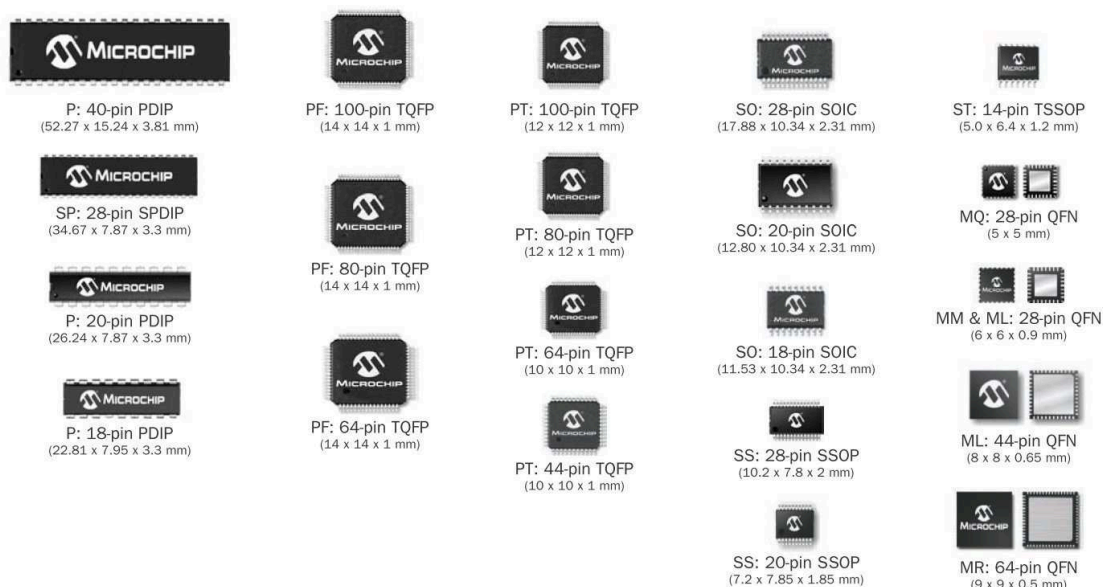 MICROCHIP
P: 40-pin PDIP
(52.27 x 15.24 x 3.81 mm)
MICROCHIP
SP: 28-pin SPDIP
(34.67 x 7.87 x 3.3 mm)
MICROCHIP
P: 20-pin PDIP
(26.24 x 7.87 x 3.3 mm)
MICROCHIP
P: 18-pin PDIP
(22.81 x 7.95 x 3.3 mm)
MICROCHIP
PF: 100-pin TQFP
(14 x 14 x 1 mm)
MICROCHIP
PF: 80-pin TQFP
(14 x 14 x 1 mm)
MICROCHIP
PF: 64-pin TQFP
(14 x 14 x 1 mm)
MICROCHIP
PT: 100-pin TQFP
(12 x 12 x 1 mm)
MICROCHIP
PT: 80-pin TQFP
(12 x 12 x 1 mm)
MICROCHIP
PT: 64-pin TQFP
(10 x 10 x 1 mm)
MICROCHIP
PT: 44-pin TQFP
(10 x 10 x 1 mm)
MICROCHIP
SO: 28-pin SOIC
(17.88 x 10.34 x 2.31 mm)
SO: 20-pin SOIC
(12.80 x 10.34 x 2.31 mm)
MICROCHIP
SO: 18-pin SOIC
(11.53 x 10.34 x 2.31 mm)
SS: 28-pin SSOP
(10.2 x 7.8 x 2 mm)
SS: 20-pin SSOP
(7.2 x 7.85 x 1.85 mm)
MICROCHIP
ST: 14-pin TSSOP
(5.0 x 6.4 x 1.2 mm)
MQ: 28-pin QFN
(5 x 5 mm)
MICROCHIP
MM & ML: 28-pin QFN
(6 x 6 x 0.9 mm)
ML: 44-pin QFN
(8 x 8 x 0.65 mm)
MICROCHIP
MR: 64-pin QFN
(9 x 9 x 0.5 mm)